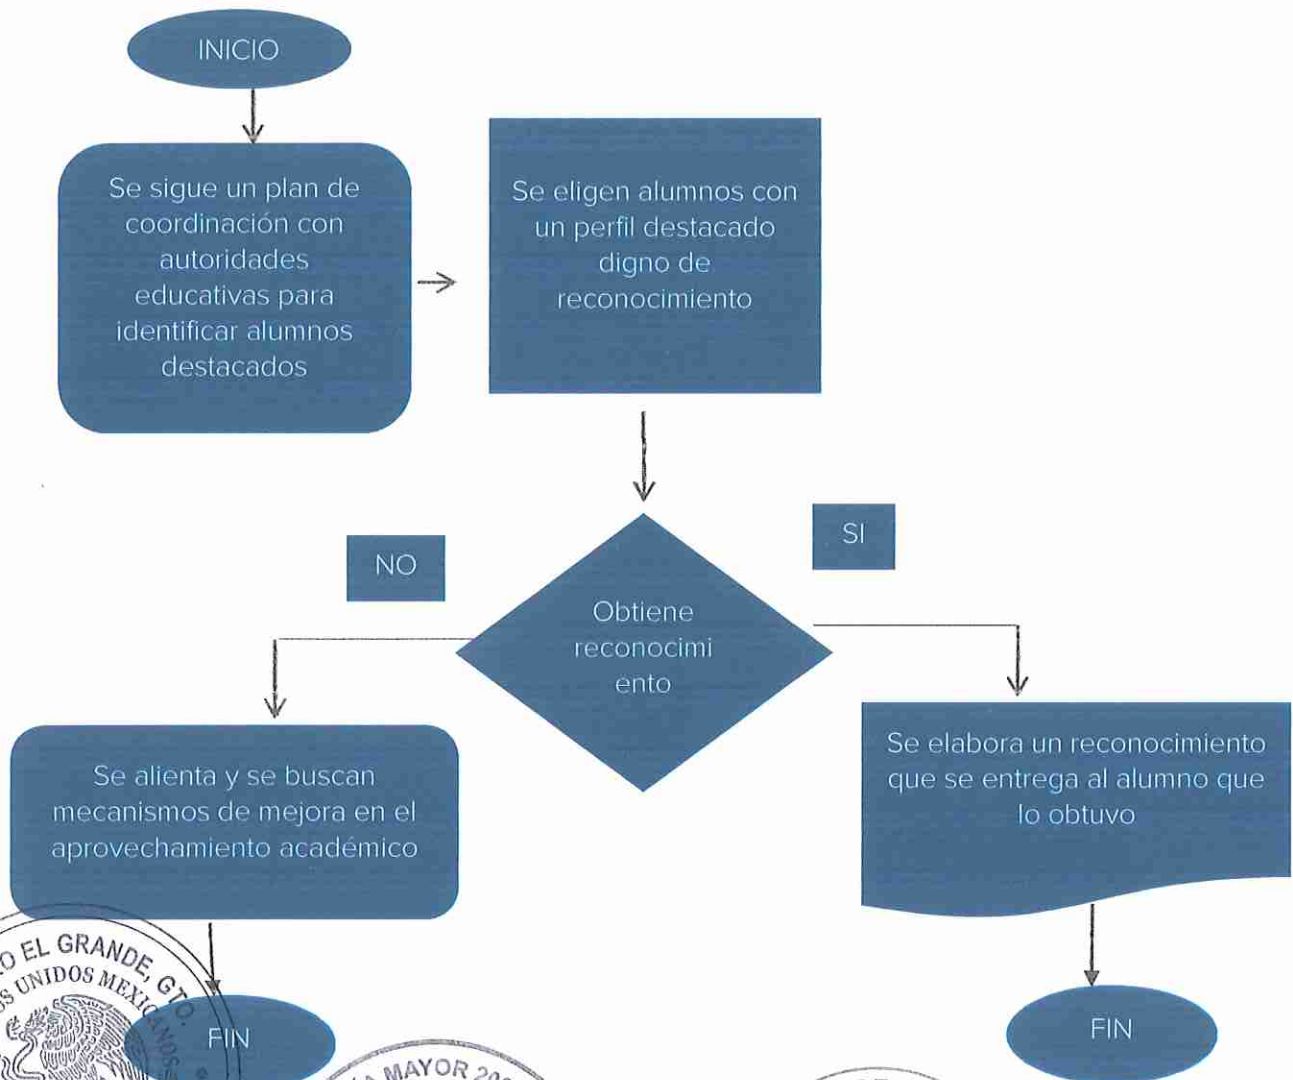 INICIO
Se sigue un plan de
coordinación con
autoridades
educativas para
identificar alumnos
destacados
Se eligen alumnos con
un perfil destacado
digno de
reconocimiento
NO
SI
Obtiene
reconocimi
ento
Se alienta y se buscan
mecanismos de mejora en el
aprovechamiento académico
Se elabora un reconocimiento
que se entrega al alumno que
lo obtuvo
EL GRANDE, GTO.
UNIDOS MEXICANOS
FIN
MAYOR
FIN